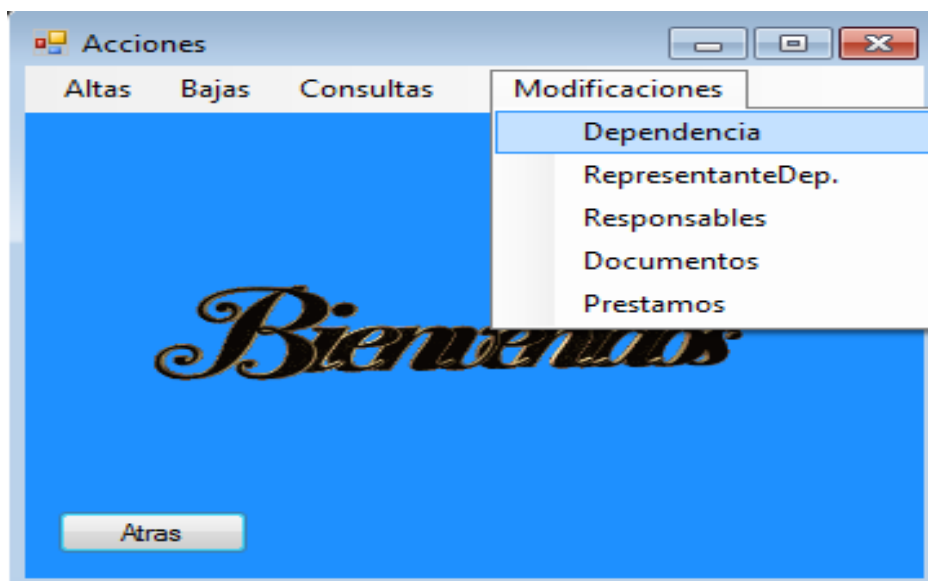 Acciones
Altas Bajas Consultas Modificaciones
Dependencia
RepresentanteDep.
Responsables
Documentos
Prestamos
Bienvenidos
Atras